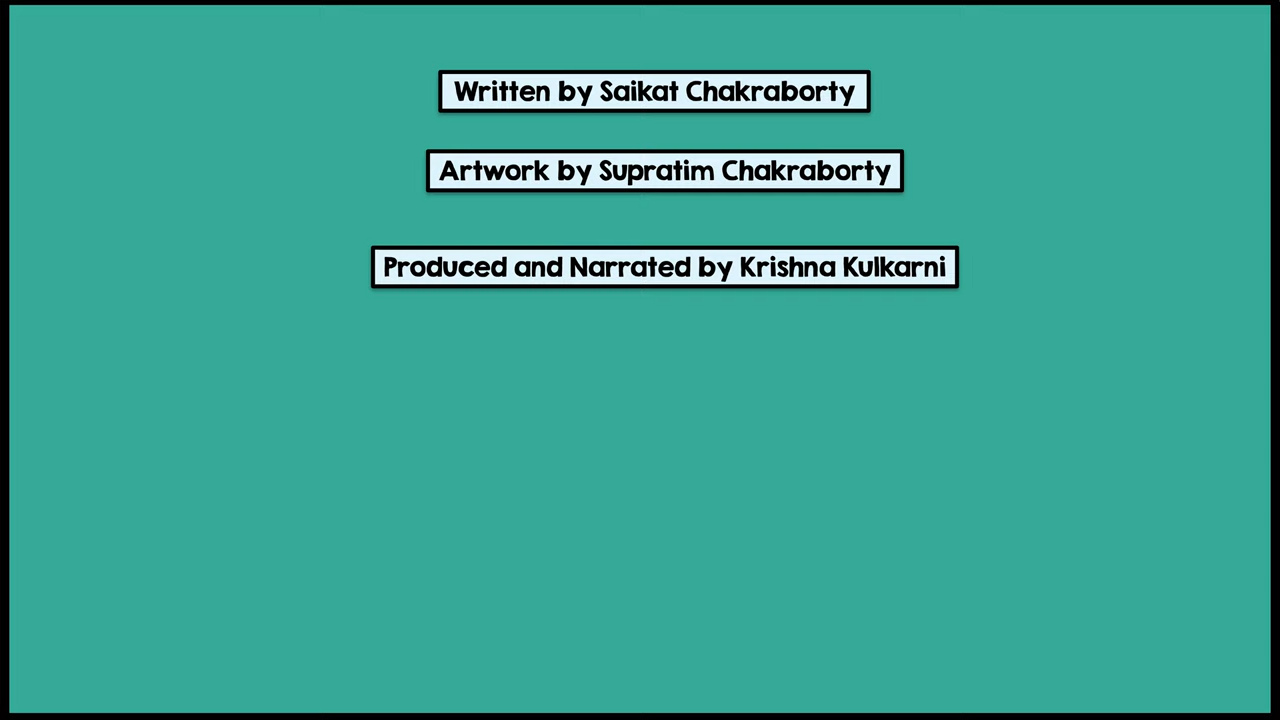 Written by Saikat Chakraborty
Artwork by Supratim Chakraborty
Produced and Narrated by Krishna Kulkarni